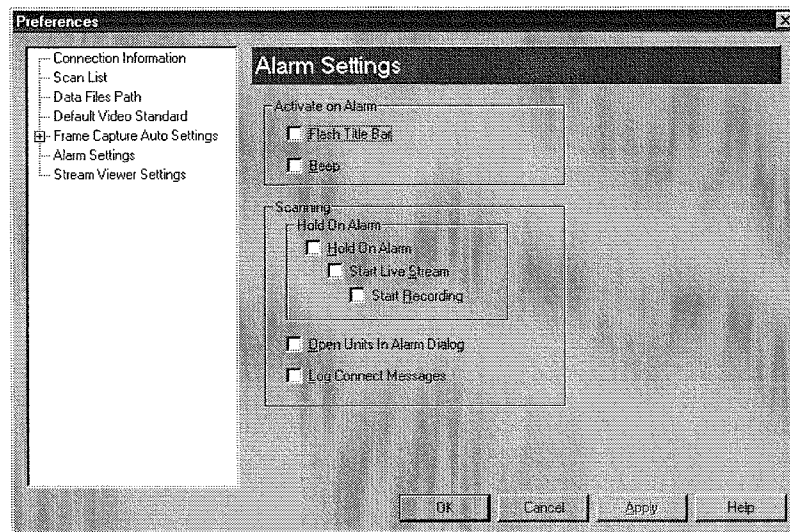 Preferences
Connection Information
Scan List
Data Files Path
Default Video Standard
Frame Capture Auto Settings
Alarm Settings
Stream Viewer Settings
Alarm Settings
Activate on Alarm
Flash Title Bar
Beep
Scanning
Hold On Alarm
Hold On Alarm
Start Live Stream
Start Recording
Open Units In Alarm Dialog
Log Connect Messages
OK
Cancel
Apply
Help